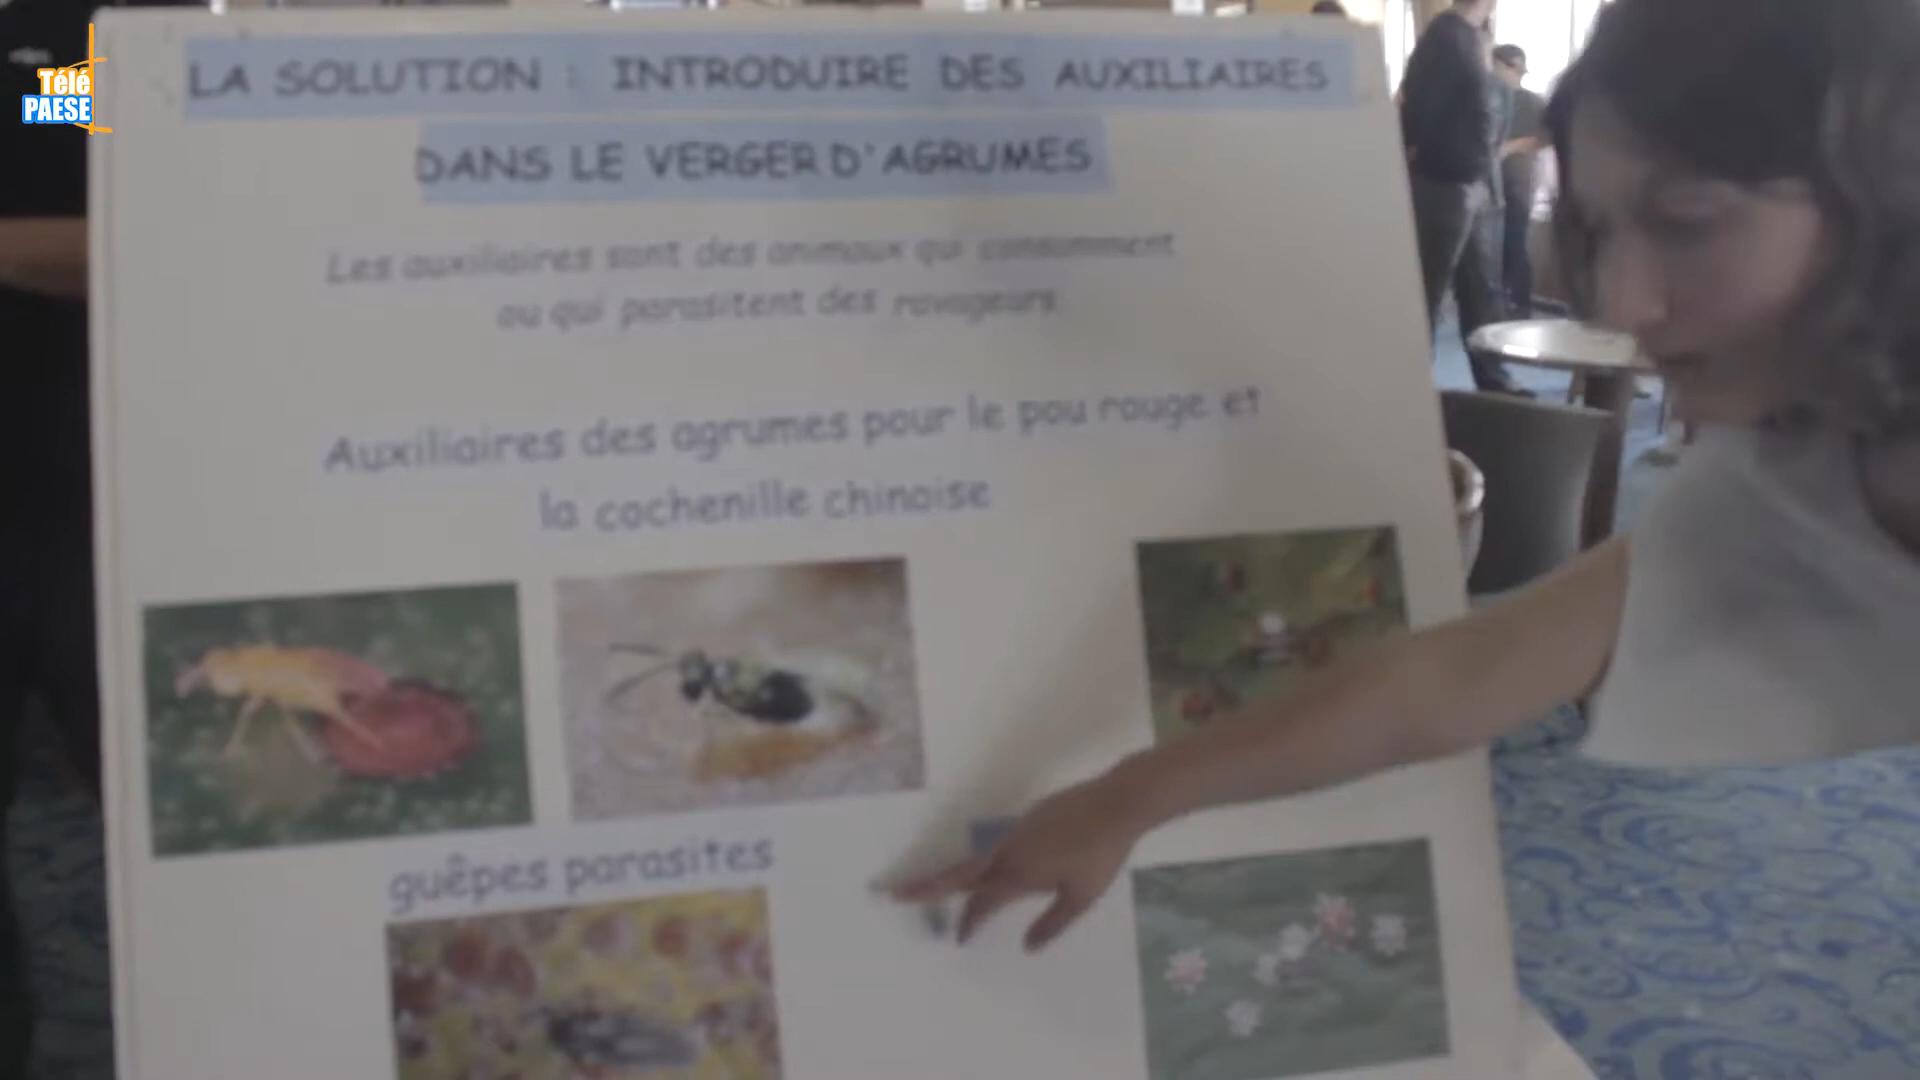 Télé
PAESE
LA SOLUTION : INTRODUIRE DES AUXILIAIRES
DANS LE VERGER D'AGRUMES
Les auxiliaires sont des animaux qui consomment
ou qui parasitent des ravageurs.
Auxiliaires des agrumes pour le pou rouge et
la cochenille chinoise
guêpes parasites